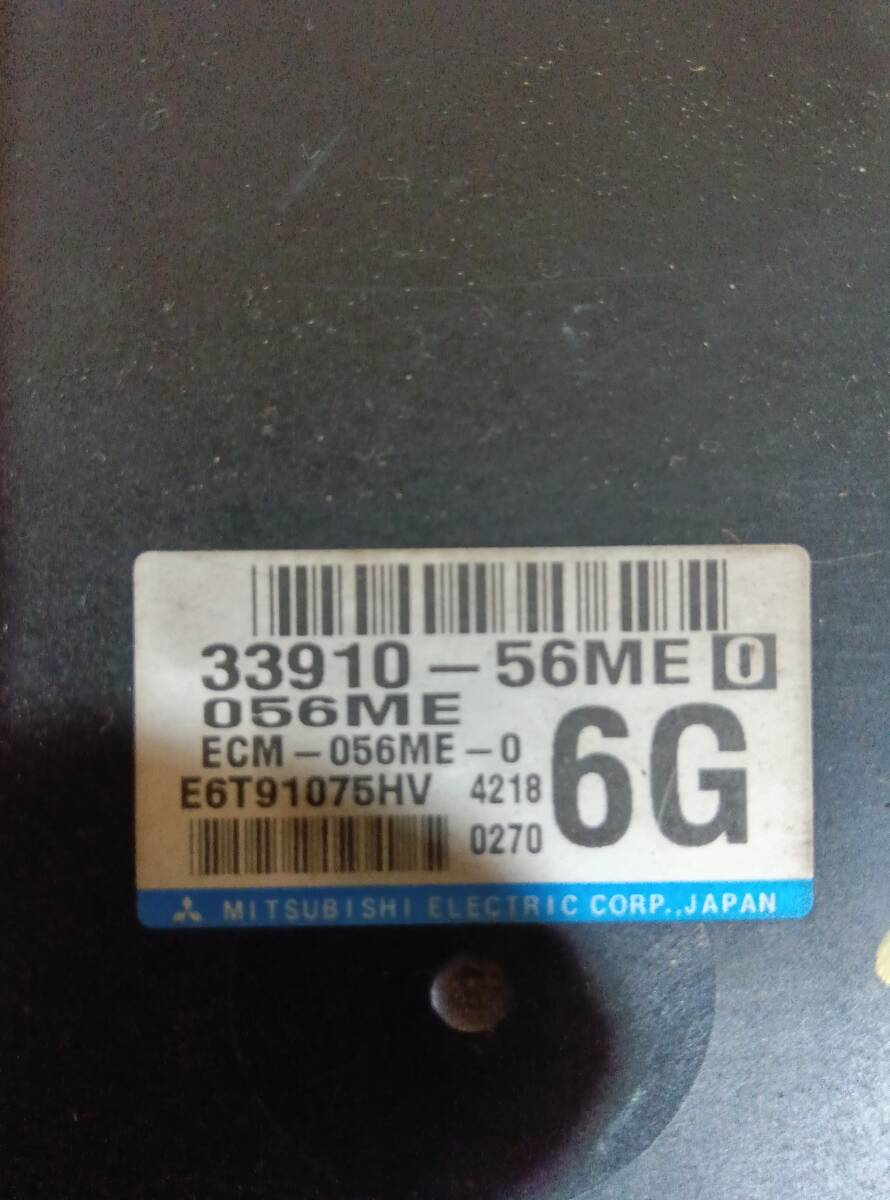 33910-56ME 0
056ME
ECM-056ME-0
6G
E6T91075HV 4218
0270
MITSUBISHI ELECTRIC CORP., JAPAN